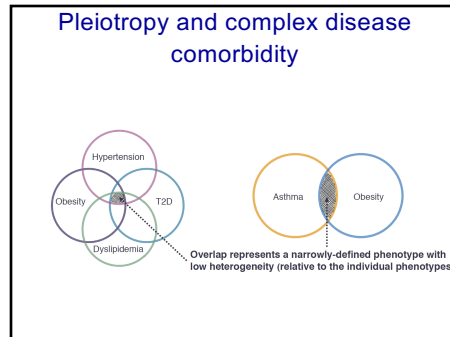 Pleiotropy and complex disease
comorbidity
Hypertension
Obesity
T2D
Dyslipidemia
Asthma
Obesity
Overlap represents a narrowly-defined phenotype with
low heterogeneity (relative to the individual phenotypes